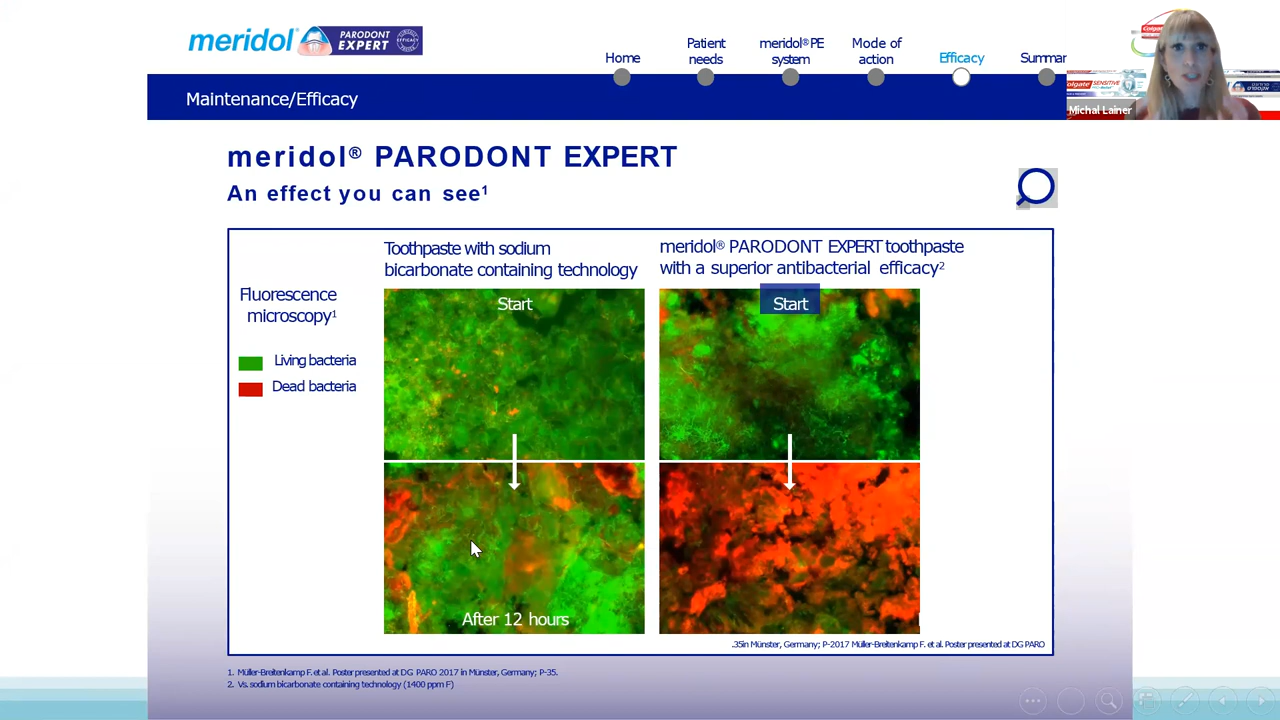 meridol®
PARODONT
EXPERT
EFFICACY
Home
Patient
needs
meridol® PE
system
Mode of
action
Efficacy
Summar
Maintenance/Efficacy
Colgate
Colgate SENSITIVE
Michal Lainer
meridol® PARODONT EXPERT
An effect you can see¹
Toothpaste with sodium
bicarbonate containing technology
meridol® PARODONT EXPERT toothpaste
with a superior antibacterial efficacy²
Fluorescence
microscopy¹
Living bacteria
Dead bacteria
Start
Start
After 12 hours
.35in Münster, Germany; P-2017 Müller-Breitenkamp F. et al. Poster presented at DG PARO
1. Müller-Breitenkamp F. et al. Poster presented at DG PARO 2017 in Münster, Germany; P-35.
2. Vs. sodium bicarbonate containing technology (1400 ppm F)